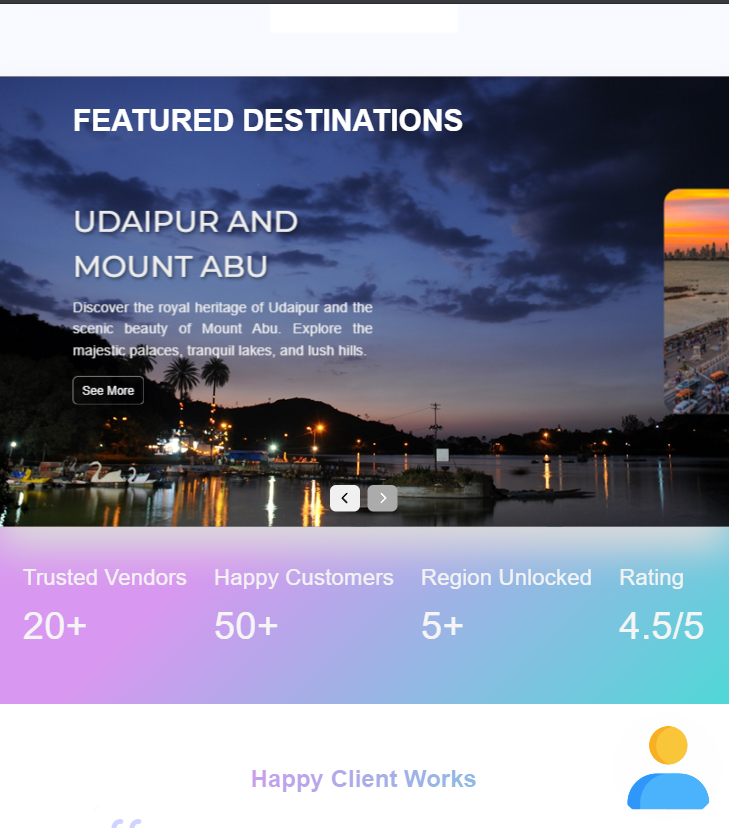 FEATURED DESTINATIONS
UDAIPUR AND
MOUNT ABU
Discover the royal heritage of Udaipur and the
scenic beauty of Mount Abu. Explore the
majestic palaces, tranquil lakes, and lush hills.
See More
Trusted Vendors Happy Customers Region Unlocked Rating
20+ 50+ 5+ 4.5/5
Happy Client Works
“